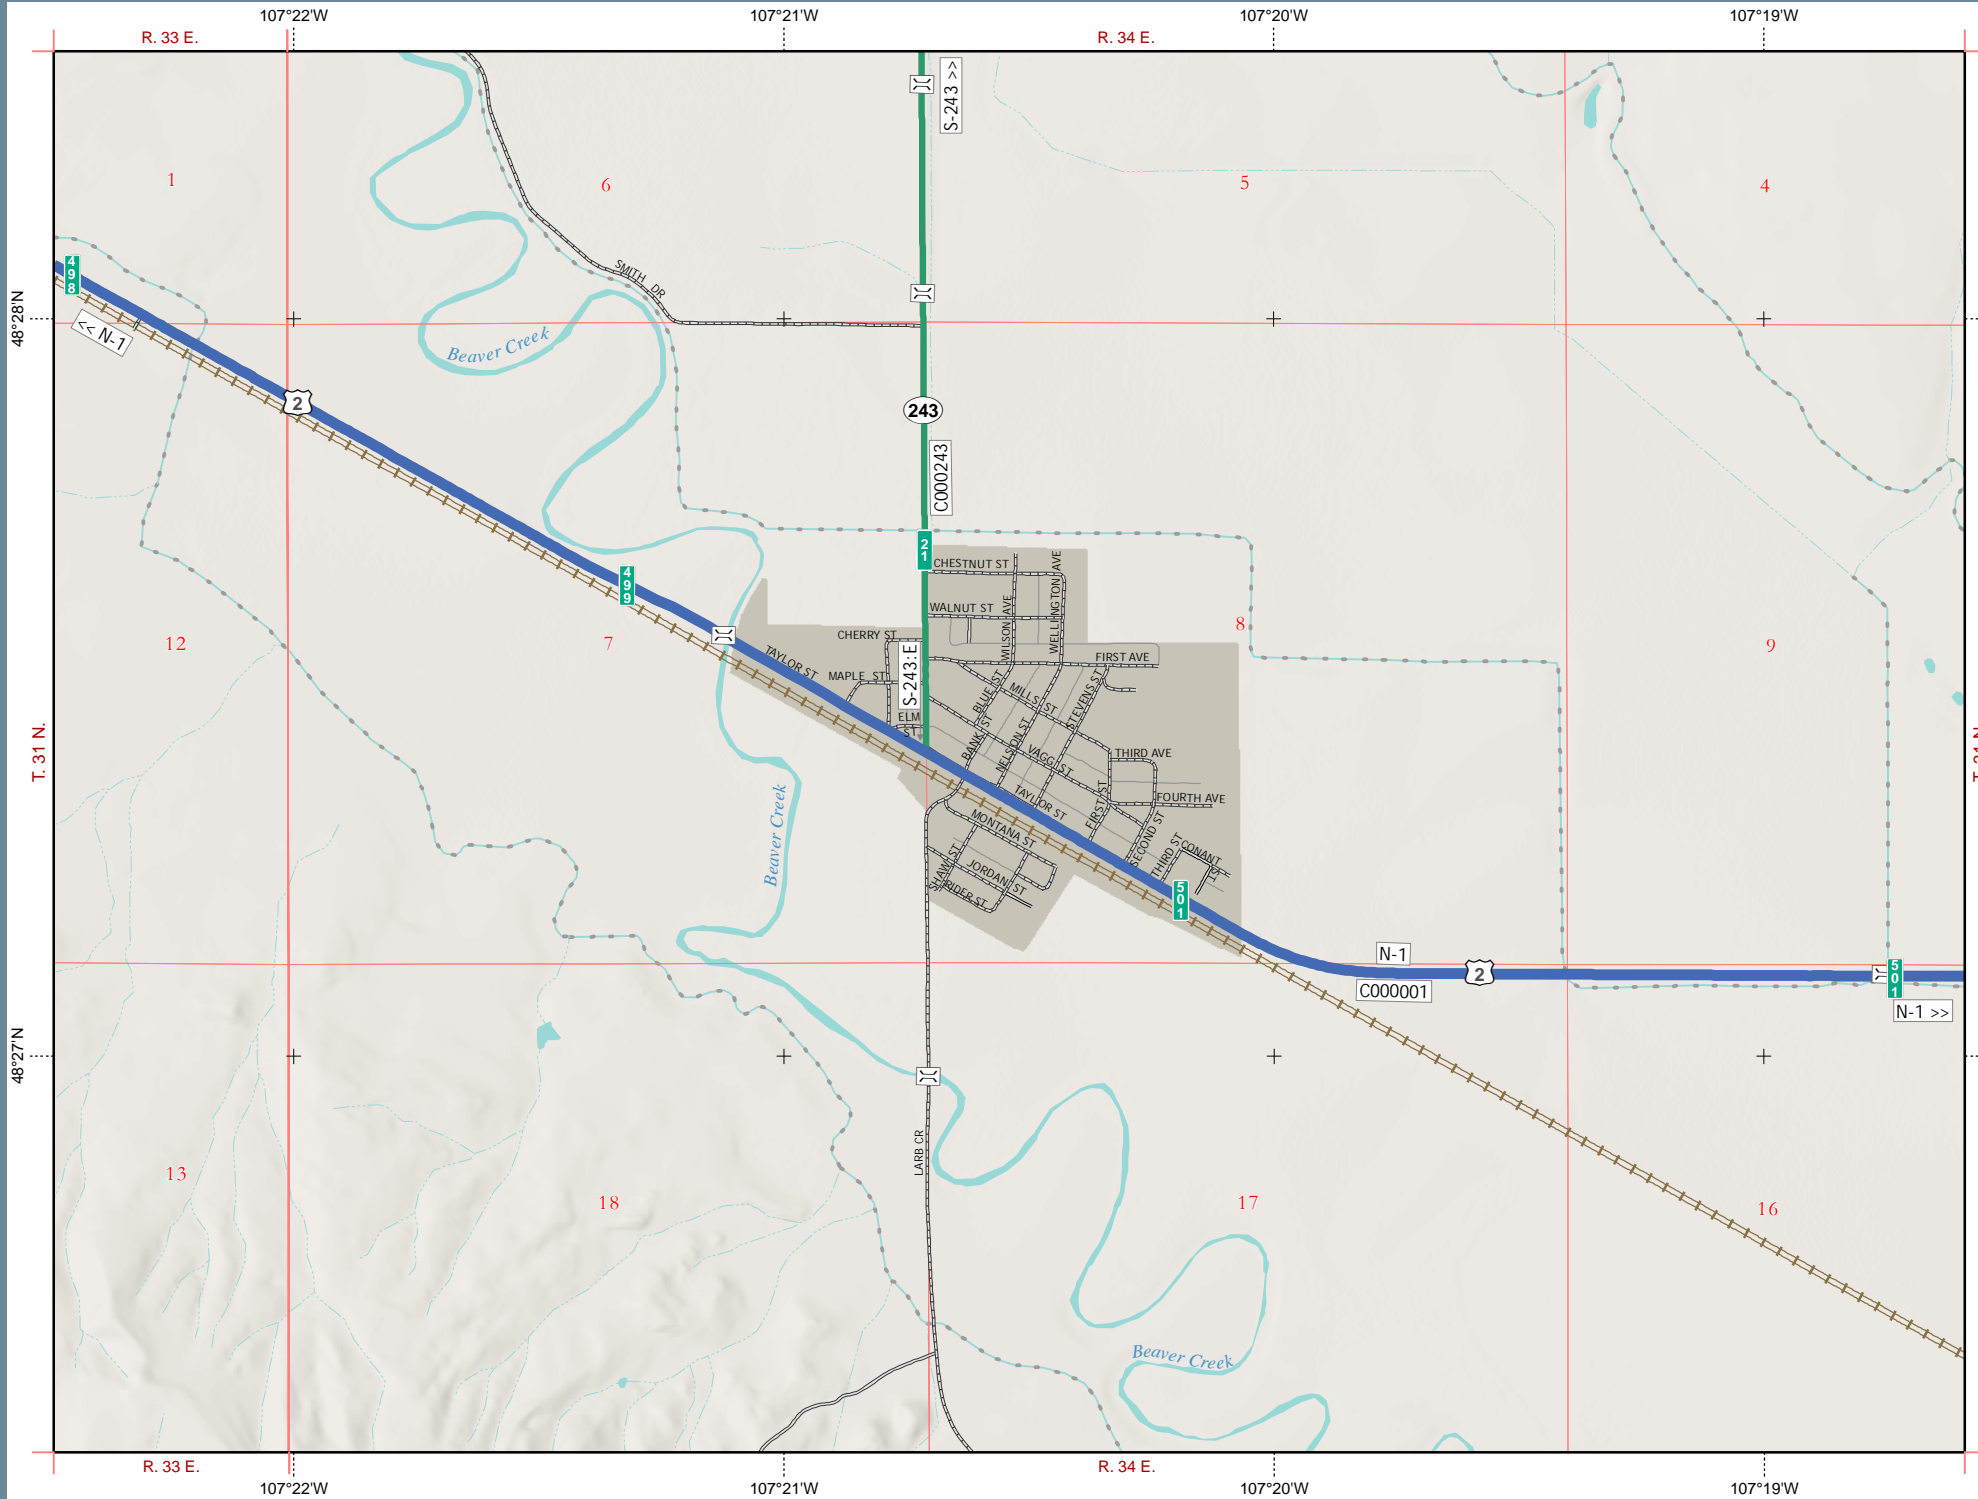 107°22'W
107°21'W
107°20'W
107°19'W
R. 33 E.
R. 34 E.
S-243 >>
1
6
5
4
498
SMITH DR
48°28'N
<< N-1
Beaver Creek
2
243
C000243
21
499
CHESTNUT ST
WELLINGTON AVE
WALNUT ST
WILSON AVE
12
7
8
9
CHERRY ST
S-243:E
TAYLOR ST
FIRST AVE
MAPLE ST
BLUE ST
MILLS ST
STEVENS ST
ELM ST
BANK ST
NELSON ST
VAGG ST
THIRD AVE
T. 31 N.
T. 31 N.
TAYLOR ST
FIRST ST
FOURTH AVE
Beaver Creek
MONTANA ST
SECOND ST
THIRD ST
CONANT ST
SHAW ST
JORDAN ST
RIDER ST
501
N-1
2
C000001
501
N-1 >>
48°27'N
LARB CR
13
18
17
16
Beaver Creek
R. 33 E.
R. 34 E.
107°22'W
107°21'W
107°20'W
107°19'W